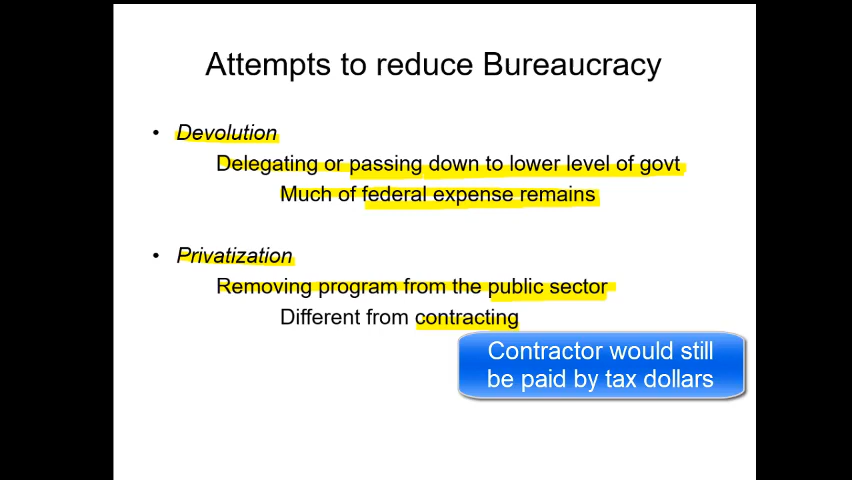 Attempts to reduce Bureaucracy
• Devolution
Delegating or passing down to lower level of govt
Much of federal expense remains
• Privatization
Removing program from the public sector
Different from contracting
Contractor would still
be paid by tax dollars